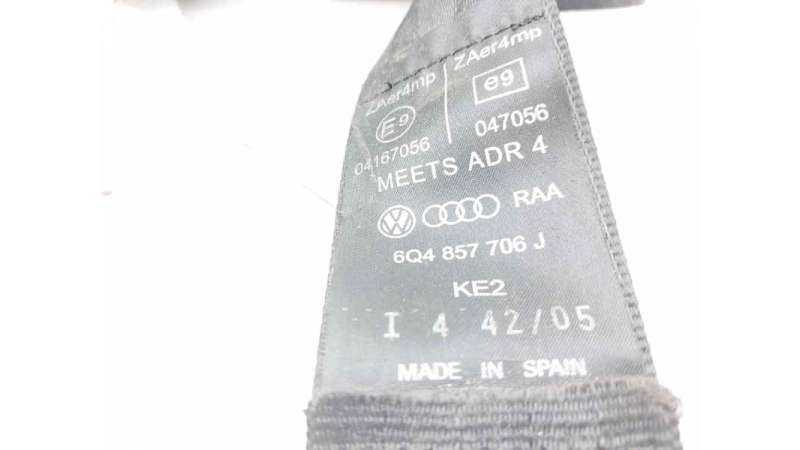 ZAer4mp
ZAer4mp
E9
e9
04167056
047056
MEETS ADR 4
VW RAA
6Q4 857 706 J
KE2
I 4 42/05
MADE IN SPAIN